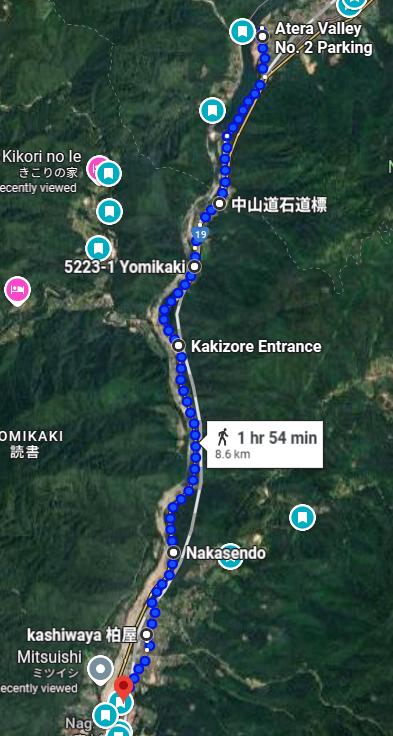 Atera Valley
No. 2 Parking
Kikori no Ie
きこりの家
ecently viewed
中山道石道標
19
5223-1 Yomikaki
Kakizore Entrance
OMIKAKI
読書
1 hr 54 min
8.6 km
Nakasendo
kashiwaya 柏屋
Mitsuishi
ミツイシ
ecently viewed
Nag
N